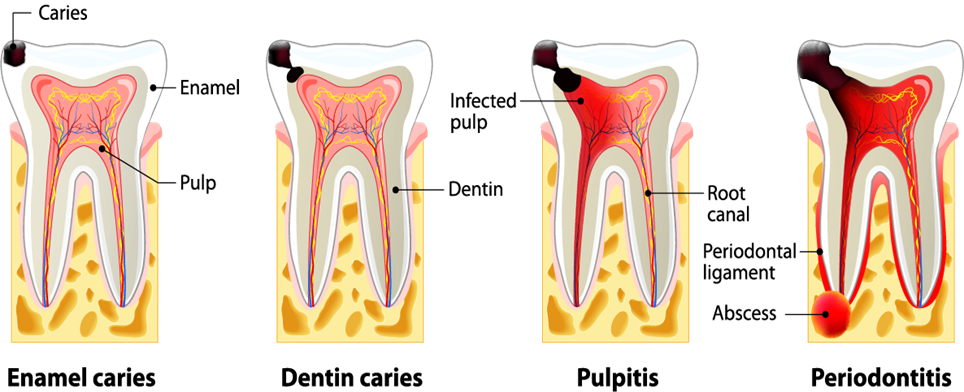 Caries
Enamel
Pulp
Enamel caries
Dentin
Dentin caries
Infected
pulp
Root
canal
Pulpitis
Periodontal
ligament
Abscess
Periodontitis